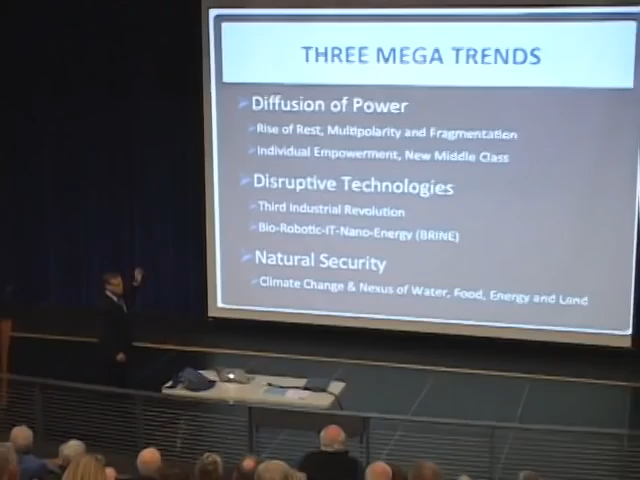 THREE MEGA TRENDS
Diffusion of Power
Rise of Rest, Multipolarity and Fragmentation
Individual Empowerment, New Middle Class
Disruptive Technologies
Third Industrial Revolution
Bio-Robotic-IT-Nano-Energy (BRINE)
Natural Security
Climate Change & Nexus of Water, Food, Energy and Land